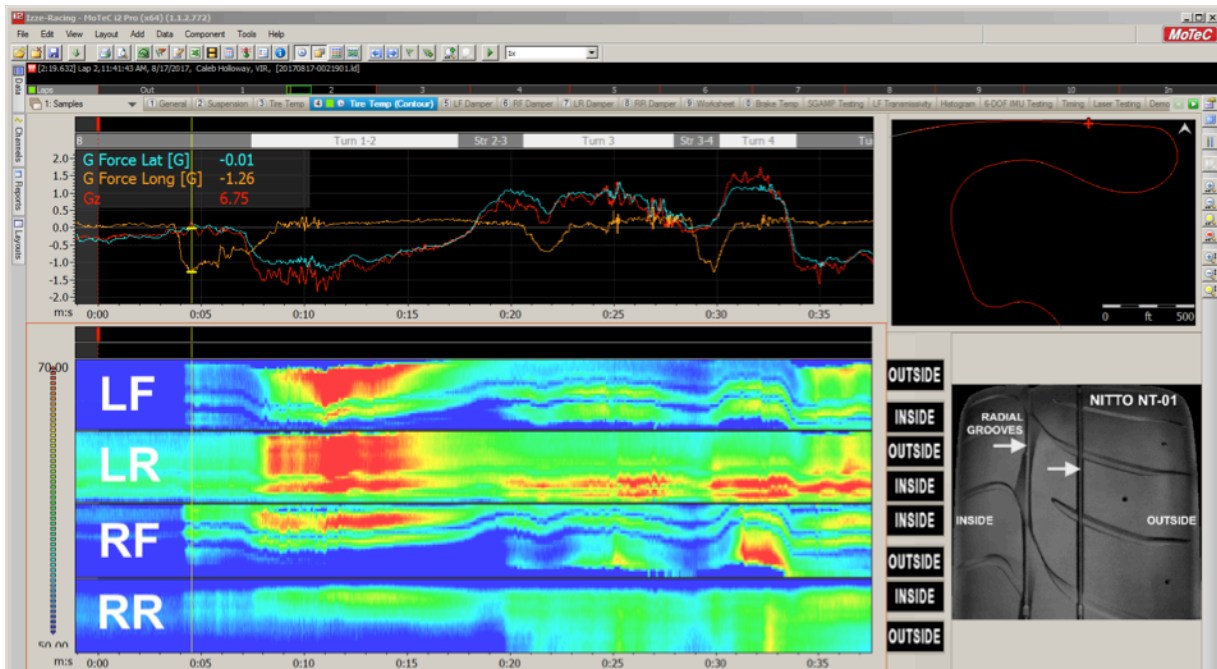 Izze-Racing - MoTeC i2 Pro (x64) (1.1.2.772)
File Edit View Layout Add Data Component Tools Help
1x
MoTeC
[2:19.632] Lap 2, 11:41:43 AM, 8/17/2017, Caleb Holloway, VIR, [20170817-0021901.ld]
Laps Out 1 2 3 4 5 6 7 8 9 10 In
1: Samples 1 General 2 Suspension 3 Tire Temp 4 Tire Temp (Contour) 5 LF Damper 6 RF Damper 7 LR Damper 8 RR Damper 9 Worksheet 0 Brake Temp SGAMP Testing LF Transmissivity Histogram 6-DOF IMU Testing Timing Laser Testing Demo
Data
Channels
Reports
Layouts
8 Turn 1-2 Str 2-3 Turn 3 Str 3-4 Turn 4 Tu
G Force Lat [G] -0.01
G Force Long [G] -1.26
Gz 6.75
2.0
1.5
1.0
0.5
0.0
-0.5
-1.0
-1.5
-2.0
m:s 0:00 0:05 0:10 0:15 0:20 0:25 0:30 0:35
0 ft 500
70.00
LF
LR
RF
RR
50.00
m:s 0:00 0:05 0:10 0:15 0:20 0:25 0:30 0:35
OUTSIDE
INSIDE
OUTSIDE
INSIDE
INSIDE
OUTSIDE
INSIDE
OUTSIDE
NITTO NT-01
RADIAL
GROOVES
INSIDE
OUTSIDE